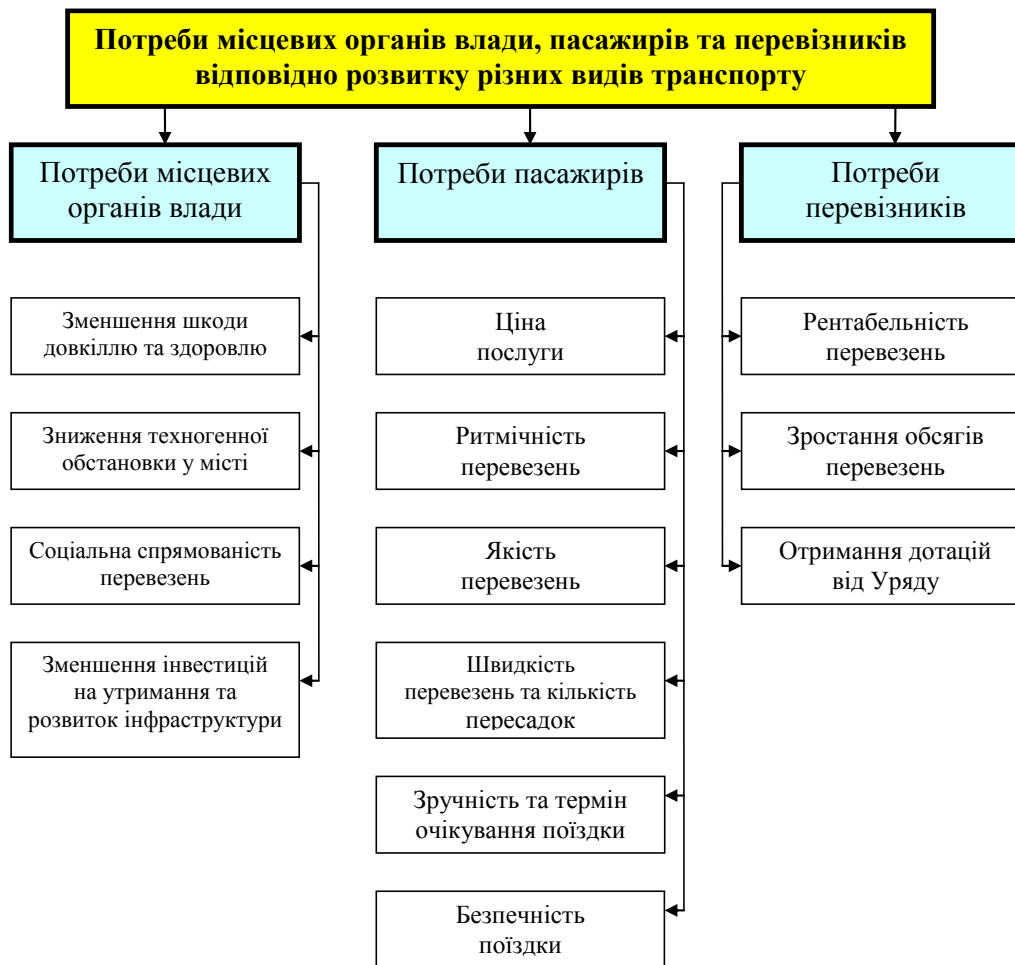 Потреби місцевих органів влади, пасажирів та перевізників
відповідно розвитку різних видів транспорту
Потреби місцевих
органів влади
Зменшення шкоди
довкіллю та здоровлю
Зниження техногенної
обстановки у місті
Соціальна спрямованість
перевезень
Зменшення інвестицій
на утримання та
розвиток інфраструктури
Потреби пасажирів
Ціна
послуги
Ритмічність
перевезень
Якість
перевезень
Швидкість
перевезень та кількість
пересадок
Зручність та термін
очікування поїздки
Безпечність
поїздки
Потреби
перевізників
Рентабельність
перевезень
Зростання обсягів
перевезень
Отримання дотацій
від Уряду